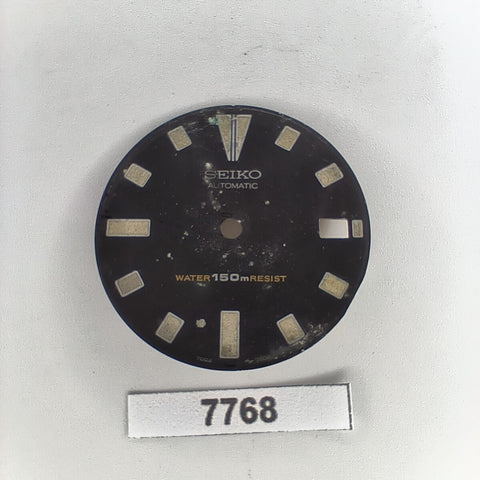 SEIKO
AUTOMATIC
WATER 150m RESIST
7768